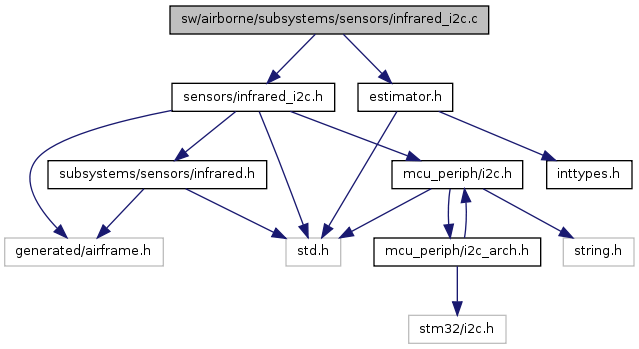 sw/airborne/subsystems/sensors/infrared_i2c.c
sensors/infrared_i2c.h
estimator.h
subsystems/sensors/infrared.h
mcu_periph/i2c.h
inttypes.h
generated/airframe.h
std.h
mcu_periph/i2c_arch.h
string.h
stm32/i2c.h